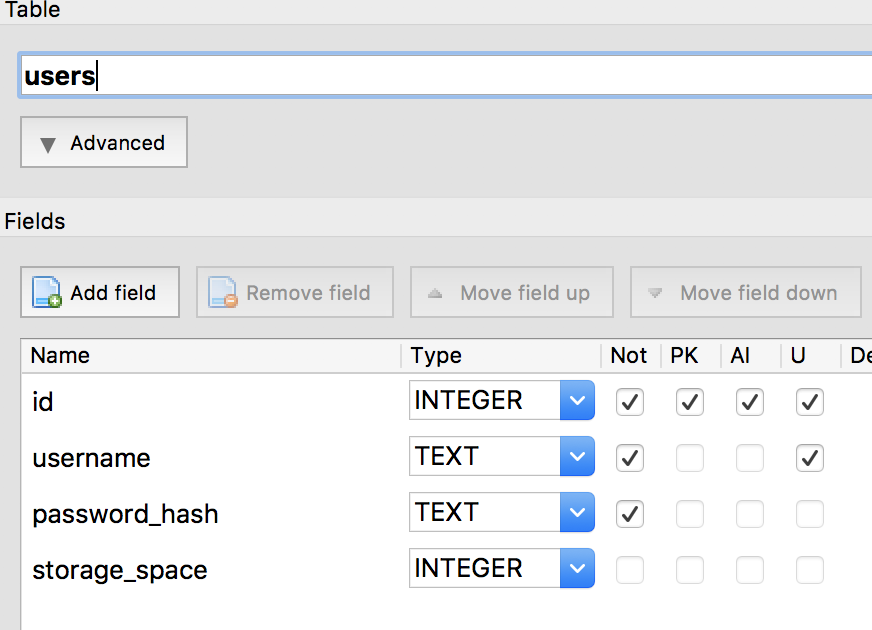 Table
users
Advanced
Fields
Add field Remove field Move field up Move field down
Name Type Not PK AI U De
id INTEGER
username TEXT
password_hash TEXT
storage_space INTEGER